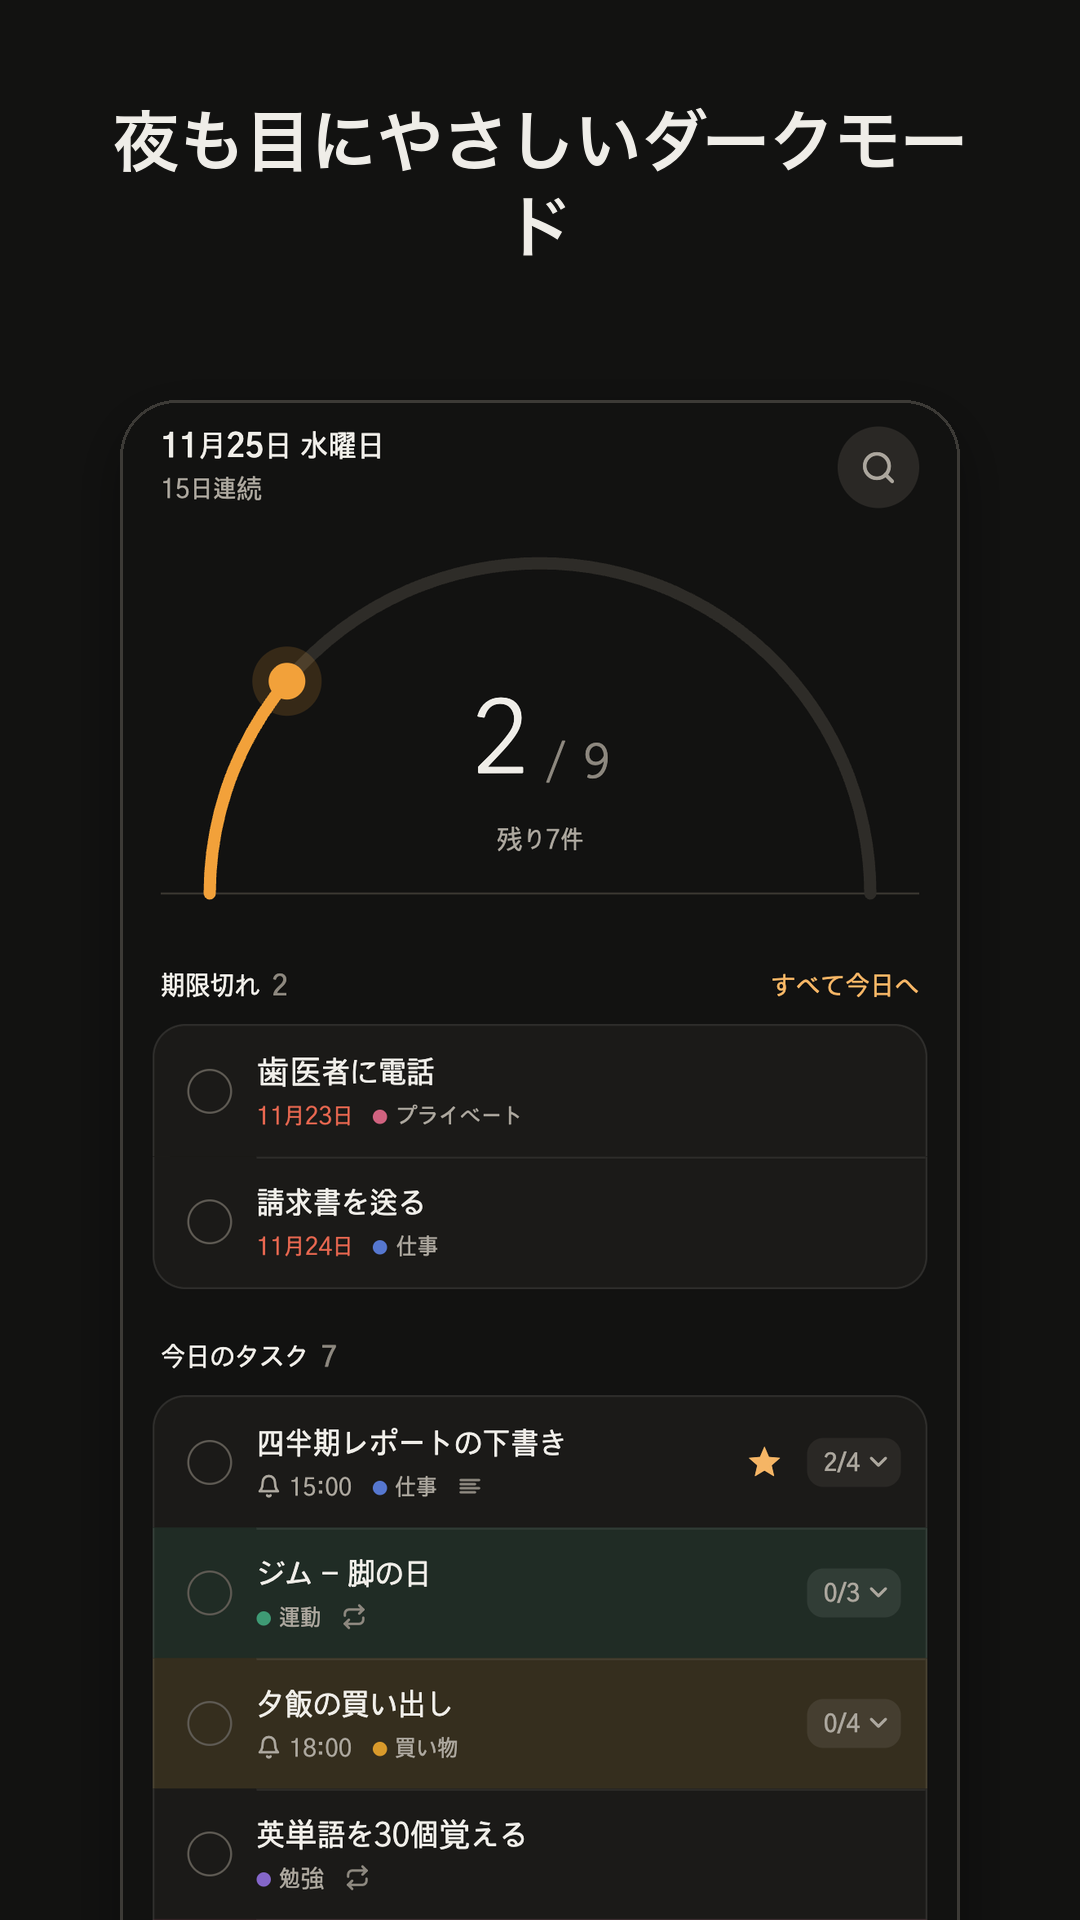 夜も目にやさしいダークモー
ド
11月25日 水曜日
15日連続
2 / 9
残り7件
期限切れ 2
すべて今日へ
歯医者に電話
11月23日 プライベート
請求書を送る
11月24日 仕事
今日のタスク 7
四半期レポートの下書き
15:00 仕事
2/4
ジム – 脚の日
運動
0/3
夕飯の買い出し
18:00 買い物
0/4
英単語を30個覚える
勉強